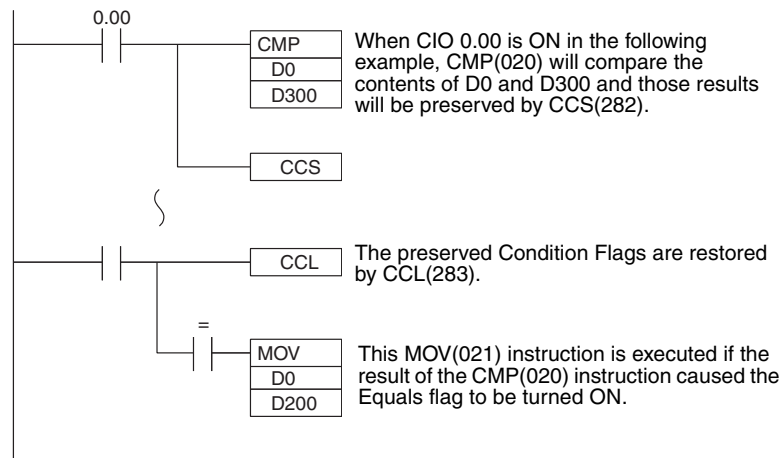 0.00
CMP
D0
D300
When CIO 0.00 is ON in the following
example, CMP(020) will compare the
contents of D0 and D300 and those results
will be preserved by CCS(282).
CCS
CCL
The preserved Condition Flags are restored
by CCL(283).
=
MOV
D0
D200
This MOV(021) instruction is executed if the
result of the CMP(020) instruction caused the
Equals flag to be turned ON.